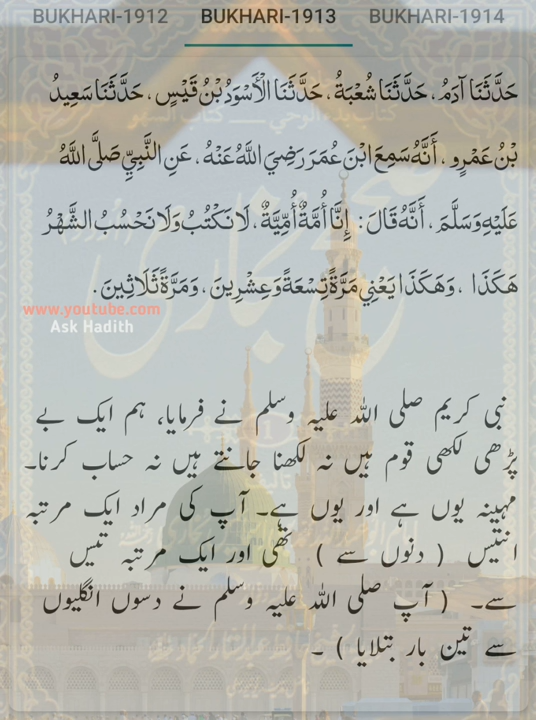 BUKHARI-1912 BUKHARI-1913 BUKHARI-1914
حَدَّثَنَا آدَمُ ، حَدَّثَنَا شُعْبَةُ ، حَدَّثَنَا الْأَسْوَدُ بْنُ قَيْسٍ ، حَدَّثَنَا سَعِيدُ
بْنُ عَمْرٍو ، أَنَّهُ سَمِعَ ابْنَ عُمَرَ رَضِيَ اللَّهُ عَنْهُ ، عَنِ النَّبِيِّ صَلَّى اللَّهُ
عَلَيْهِ وَسَلَّمَ ، أَنَّهُ قَالَ : إِنَّا أُمَّةٌ أُمِّيَّةٌ ، لَا نَكْتُبُ وَلَا نَحْسُبُ الشَّهْرُ
هَكَذَا ، وَهَكَذَا يَعْنِي مَرَّةً تِسْعَةً وَعِشْرِينَ ، وَمَرَّةً ثَلَاثِينَ .
www.youtube.com
Ask Hadith
نبی کریم صلی اللہ علیہ وسلم نے فرمایا، ہم ایک بے
پڑھی لکھی قوم ہیں نہ لکھنا جانتے ہیں نہ حساب کرنا۔
مہینہ یوں ہے اور یوں ہے۔ آپ کی مراد ایک مرتبہ
انتیس ( دنوں سے ) تھی اور ایک مرتبہ تیس
سے۔ ( آپ صلی اللہ علیہ وسلم نے دسوں انگلیوں
سے تین بار بتلایا ) ۔